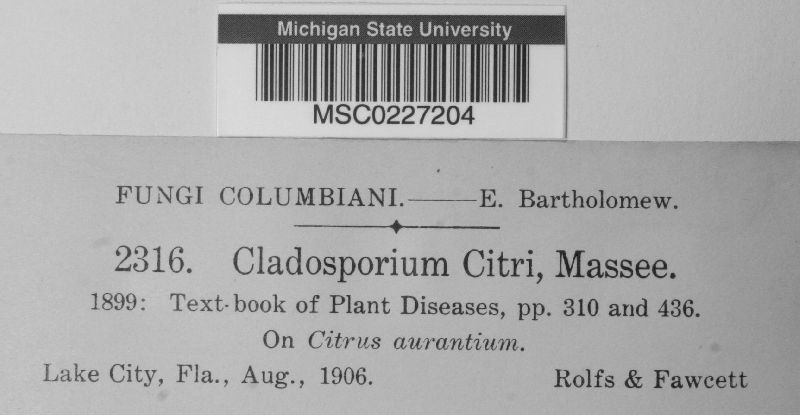 Michigan State University
MSC0227204
FUNGI COLUMBIANI.——E. Bartholomew.
2316. Cladosporium Citri, Massee.
1899: Text-book of Plant Diseases, pp. 310 and 436.
On Citrus aurantium.
Lake City, Fla., Aug., 1906. Rolfs & Fawcett